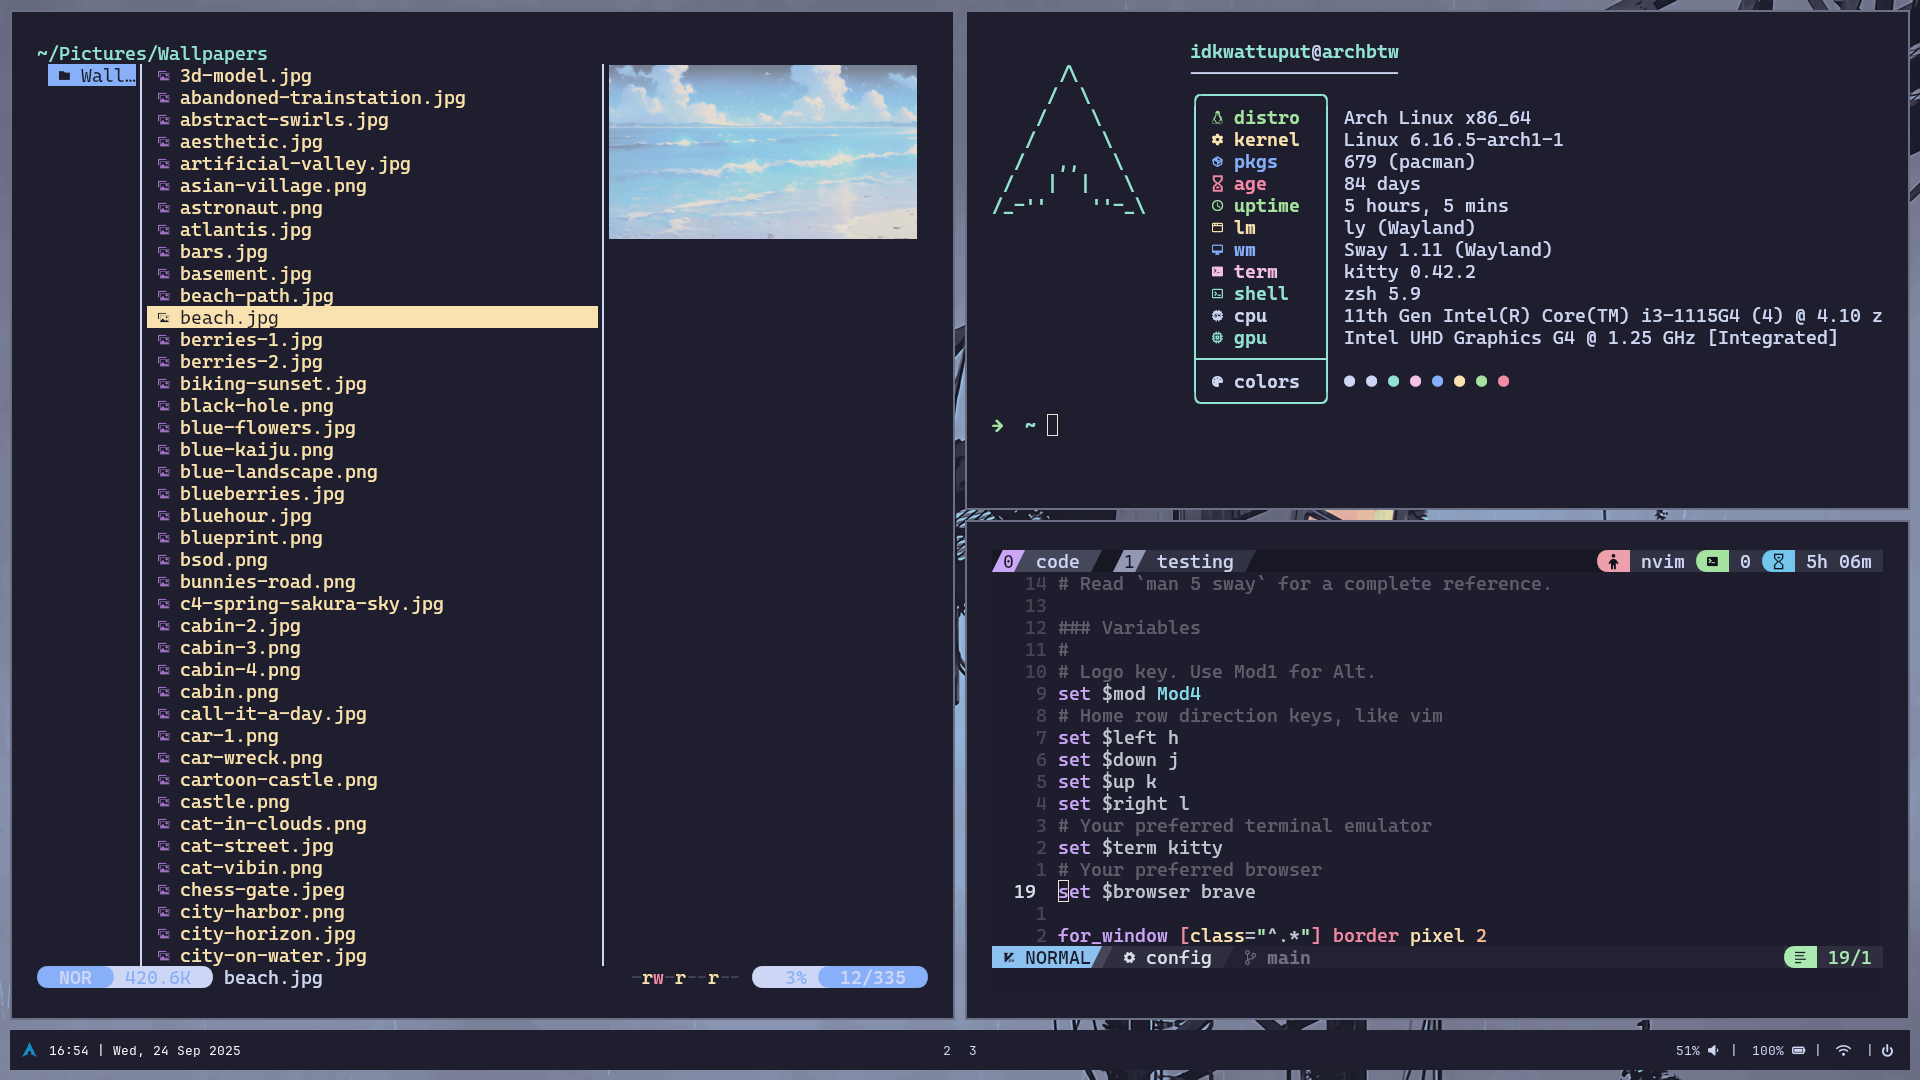 ~/Pictures/Wallpapers
Wall…
3d-model.jpg
abandoned-trainstation.jpg
abstract-swirls.jpg
aesthetic.jpg
artificial-valley.jpg
asian-village.png
astronaut.png
atlantis.jpg
bars.jpg
basement.jpg
beach-path.jpg
beach.jpg
berries-1.jpg
berries-2.jpg
biking-sunset.jpg
black-hole.png
blue-flowers.jpg
blue-kaiju.png
blue-landscape.png
blueberries.jpg
bluehour.jpg
blueprint.png
bsod.png
bunnies-road.png
c4-spring-sakura-sky.jpg
cabin-2.jpg
cabin-3.png
cabin-4.png
cabin.png
call-it-a-day.jpg
car-1.png
car-wreck.png
cartoon-castle.png
castle.png
cat-in-clouds.png
cat-street.jpg
cat-vibin.png
chess-gate.jpeg
city-harbor.png
city-horizon.jpg
city-on-water.jpg
NOR 420.6K beach.jpg -rw-r--r-- 3% 12/335
idkwattuput@archbtw
distro Arch Linux x86_64
kernel Linux 6.16.5-arch1-1
pkgs 679 (pacman)
age 84 days
uptime 5 hours, 5 mins
lm ly (Wayland)
wm Sway 1.11 (Wayland)
term kitty 0.42.2
shell zsh 5.9
cpu 11th Gen Intel(R) Core(TM) i3-1115G4 (4) @ 4.10 z
gpu Intel UHD Graphics G4 @ 1.25 GHz [Integrated]
colors
~
0 code 1 testing nvim 0 5h 06m
14 # Read `man 5 sway` for a complete reference.
13
12 ### Variables
11 #
10 # Logo key. Use Mod1 for Alt.
9 set $mod Mod4
8 # Home row direction keys, like vim
7 set $left h
6 set $down j
5 set $up k
4 set $right l
3 # Your preferred terminal emulator
2 set $term kitty
1 # Your preferred browser
19 set $browser brave
1
2 for_window [class="^.*"] border pixel 2
NORMAL config main 19/1
16:54 | Wed, 24 Sep 2025 2 3 51% | 100% | |